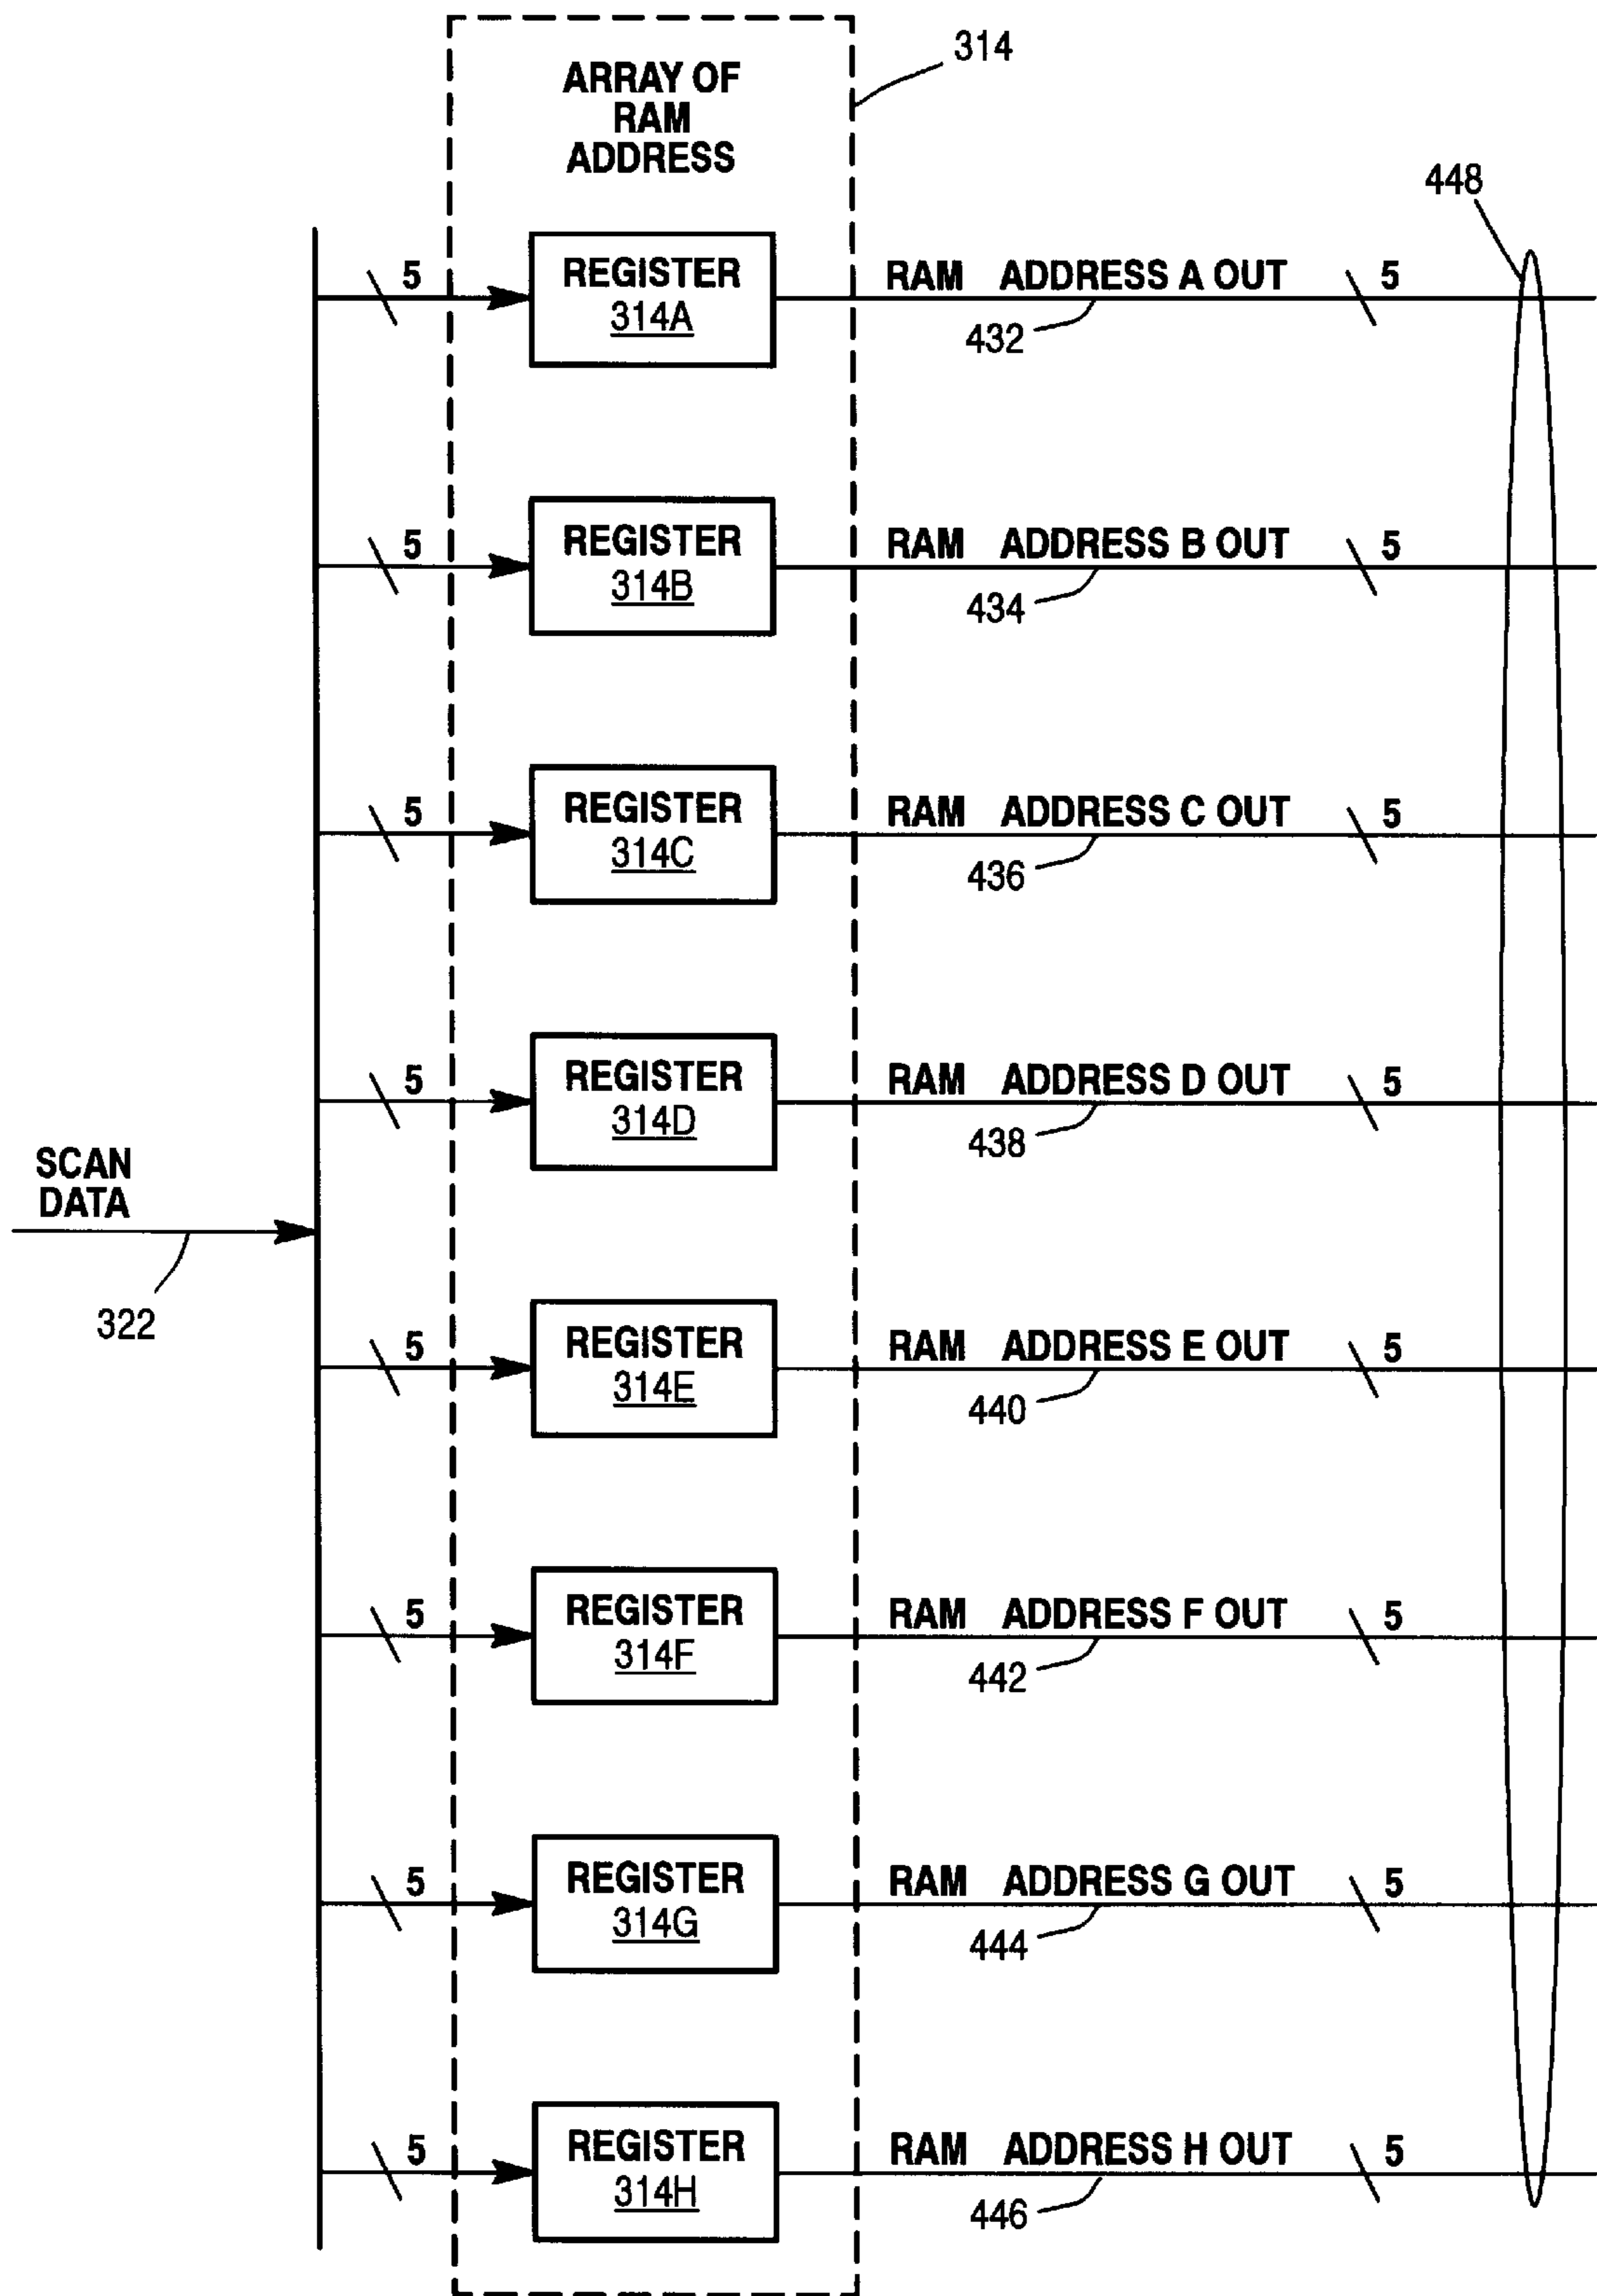 314
ARRAY OF
RAM
ADDRESS
448
5
REGISTER
314A
RAM ADDRESS A OUT
5
432
5
REGISTER
314B
RAM ADDRESS B OUT
5
434
5
REGISTER
314C
RAM ADDRESS C OUT
5
436
5
REGISTER
314D
RAM ADDRESS D OUT
5
438
SCAN
DATA
322
5
REGISTER
314E
RAM ADDRESS E OUT
5
440
5
REGISTER
314F
RAM ADDRESS F OUT
5
442
5
REGISTER
314G
RAM ADDRESS G OUT
5
444
5
REGISTER
314H
RAM ADDRESS H OUT
5
446